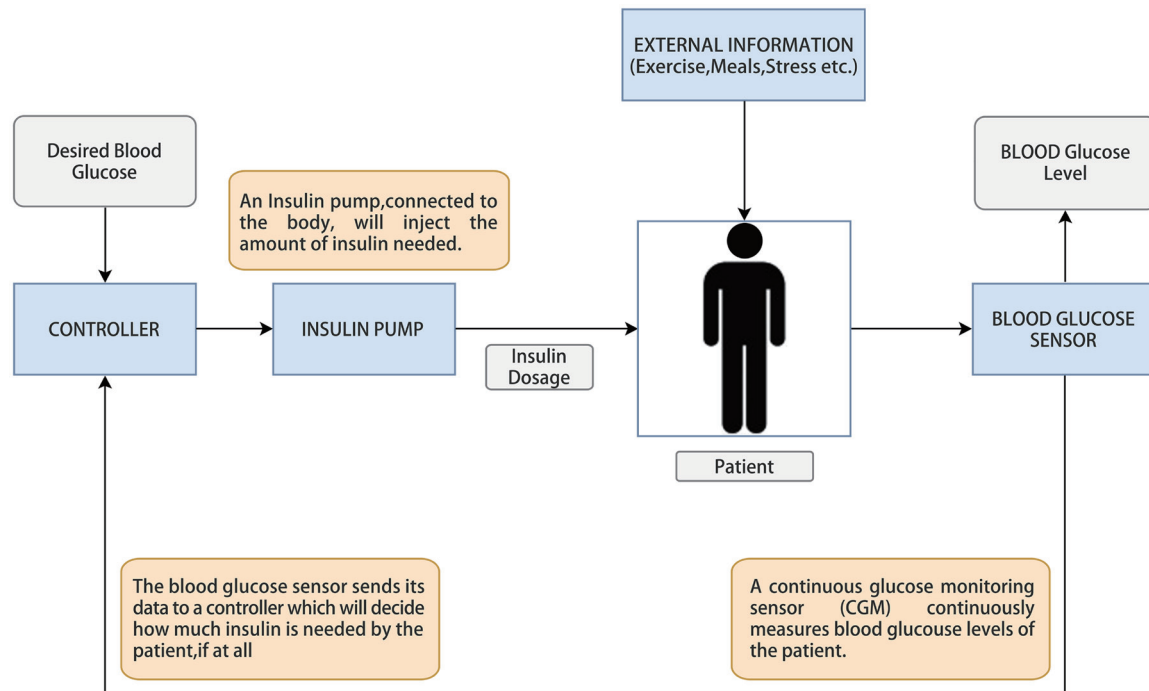 EXTERNAL INFORMATION
(Exercise,Meals,Stress etc.)
Desired Blood
Glucose
An Insulin pump,connected to
the body, will inject the
amount of insulin needed.
BLOOD Glucose
Level
CONTROLLER
INSULIN PUMP
Insulin
Dosage
BLOOD GLUCOSE
SENSOR
Patient
The blood glucose sensor sends its
data to a controller which will decide
how much insulin is needed by the
patient,if at all
A continuous glucose monitoring
sensor (CGM) continuously
measures blood glucouse levels of
the patient.